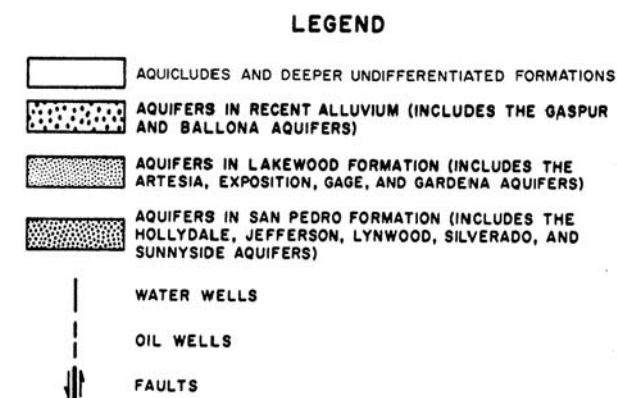 LEGEND
AQUICLUDES AND DEEPER UNDIFFERENTIATED FORMATIONS
AQUIFERS IN RECENT ALLUVIUM (INCLUDES THE GASPUR
AND BALLONA AQUIFERS)
AQUIFERS IN LAKEWOOD FORMATION (INCLUDES THE
ARTESIA, EXPOSITION, GAGE, AND GARDENA AQUIFERS)
AQUIFERS IN SAN PEDRO FORMATION (INCLUDES THE
HOLLYDALE, JEFFERSON, LYNWOOD, SILVERADO, AND
SUNNYSIDE AQUIFERS)
WATER WELLS
OIL WELLS
FAULTS